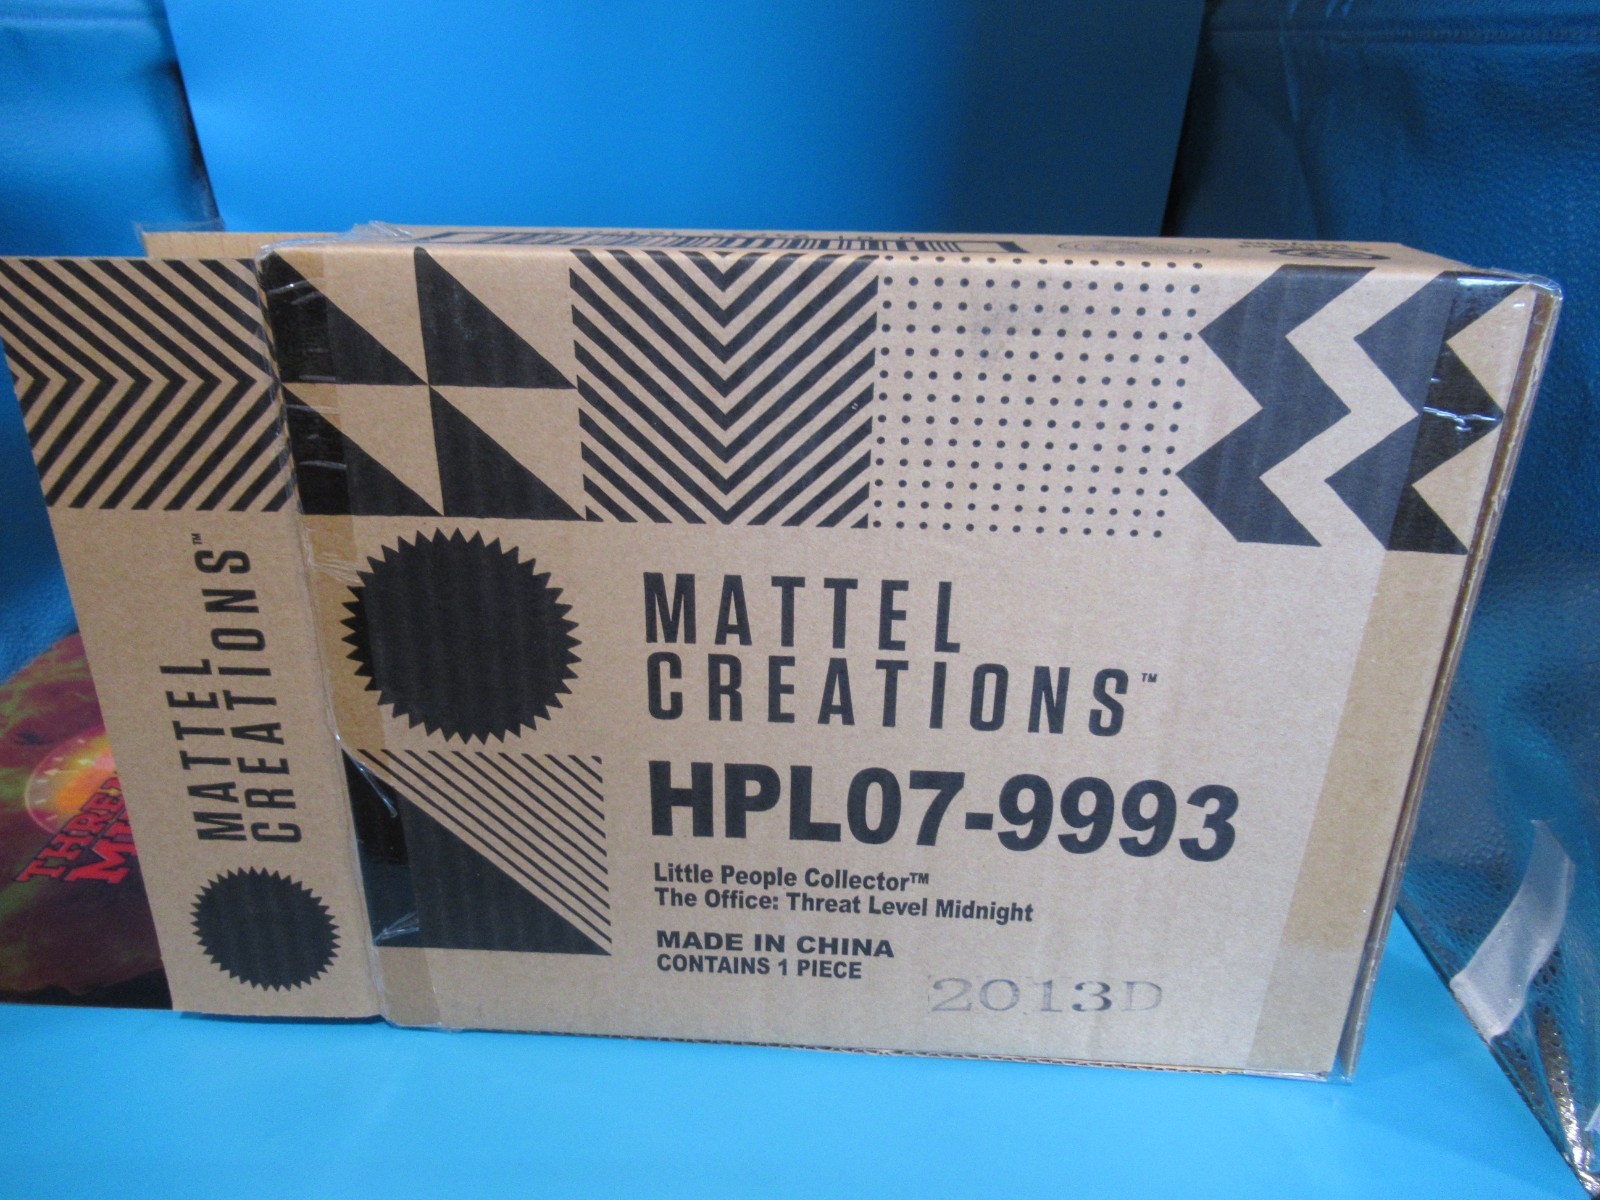 MATTEL
CREATIONS™
MATTEL
CREATIONS™
HPL07-9993
Little People Collector™
The Office: Threat Level Midnight
MADE IN CHINA
CONTAINS 1 PIECE
2013D